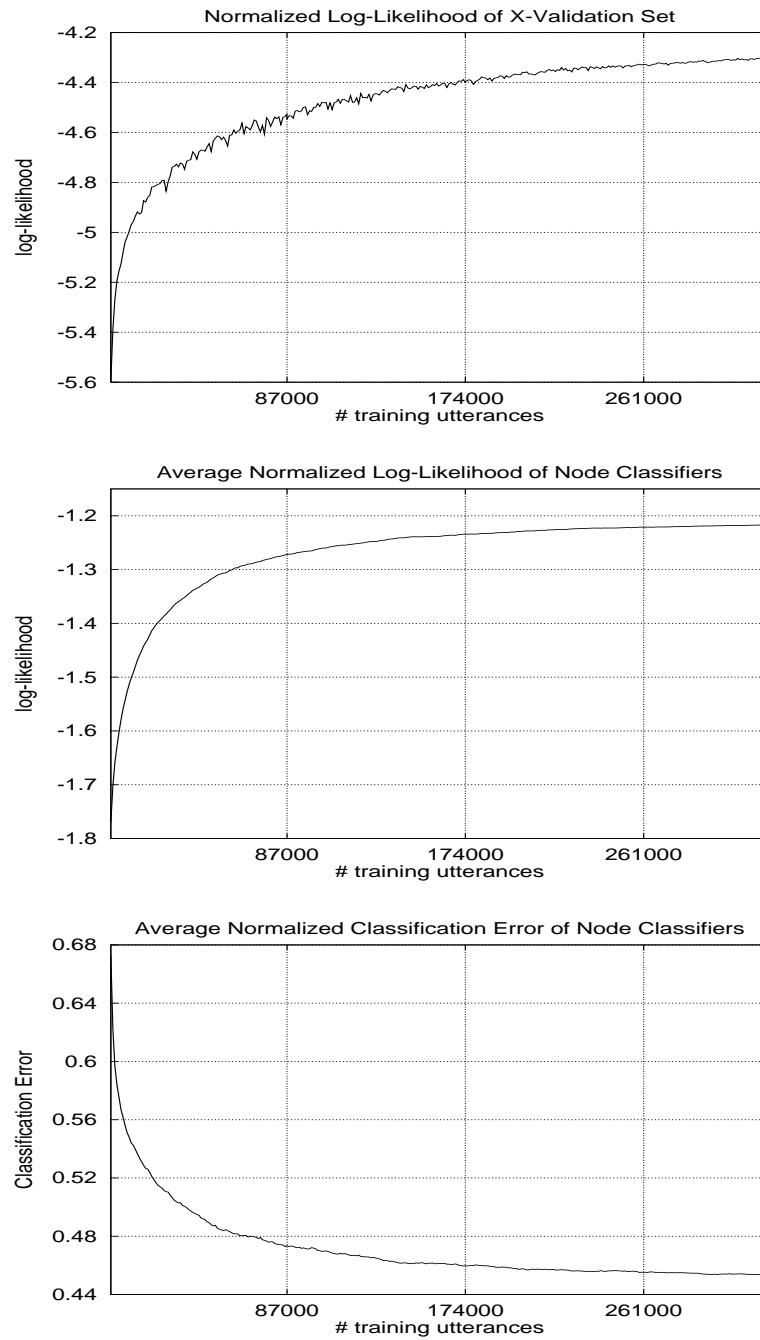 Normalized Log-Likelihood of X-Validation Set
-4.2
-4.4
-4.6
-4.8
-5
-5.2
-5.4
-5.6
log-likelihood
87000 174000 261000
# training utterances
Average Normalized Log-Likelihood of Node Classifiers
-1.2
-1.3
-1.4
-1.5
-1.6
-1.7
-1.8
log-likelihood
87000 174000 261000
# training utterances
Average Normalized Classification Error of Node Classifiers
0.68
0.64
0.6
0.56
0.52
0.48
0.44
Classification Error
87000 174000 261000
# training utterances